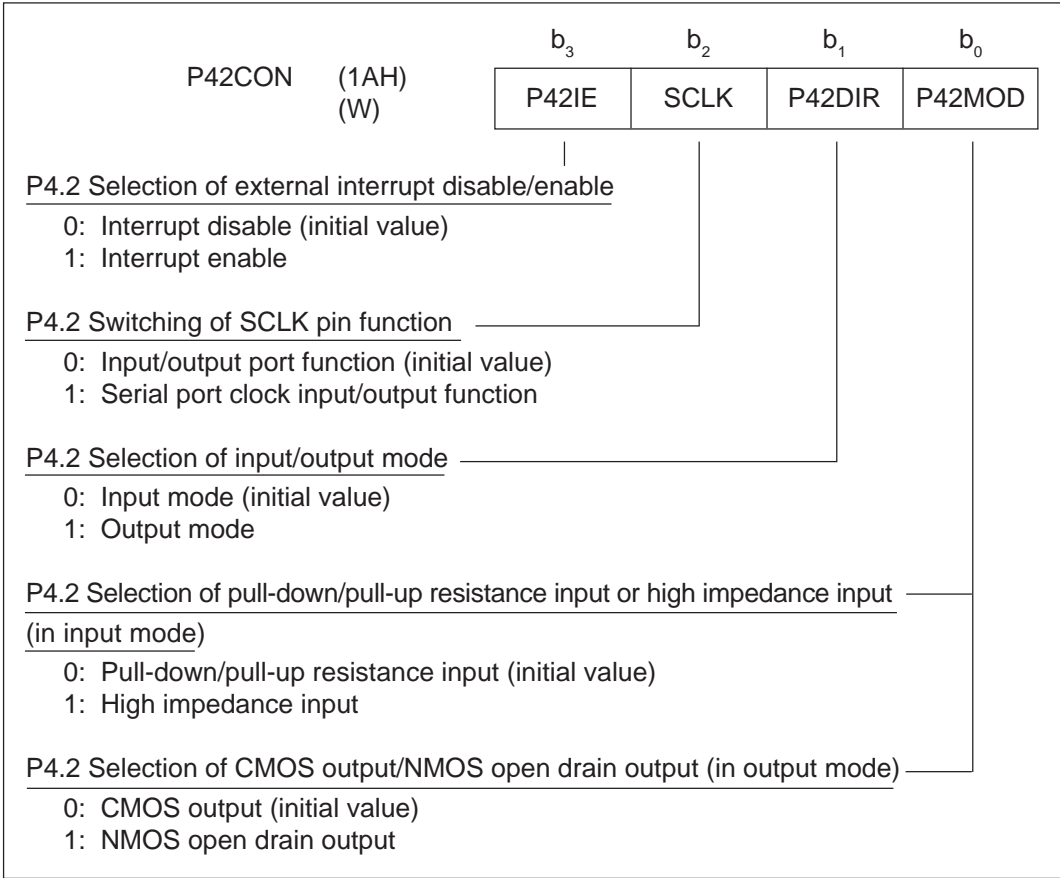 b3 b2 b1 b0
P42CON (1AH) P42IE SCLK P42DIR P42MOD
(W)
P4.2 Selection of external interrupt disable/enable
0: Interrupt disable (initial value)
1: Interrupt enable
P4.2 Switching of SCLK pin function
0: Input/output port function (initial value)
1: Serial port clock input/output function
P4.2 Selection of input/output mode
0: Input mode (initial value)
1: Output mode
P4.2 Selection of pull-down/pull-up resistance input or high impedance input
(in input mode)
0: Pull-down/pull-up resistance input (initial value)
1: High impedance input
P4.2 Selection of CMOS output/NMOS open drain output (in output mode)
0: CMOS output (initial value)
1: NMOS open drain output